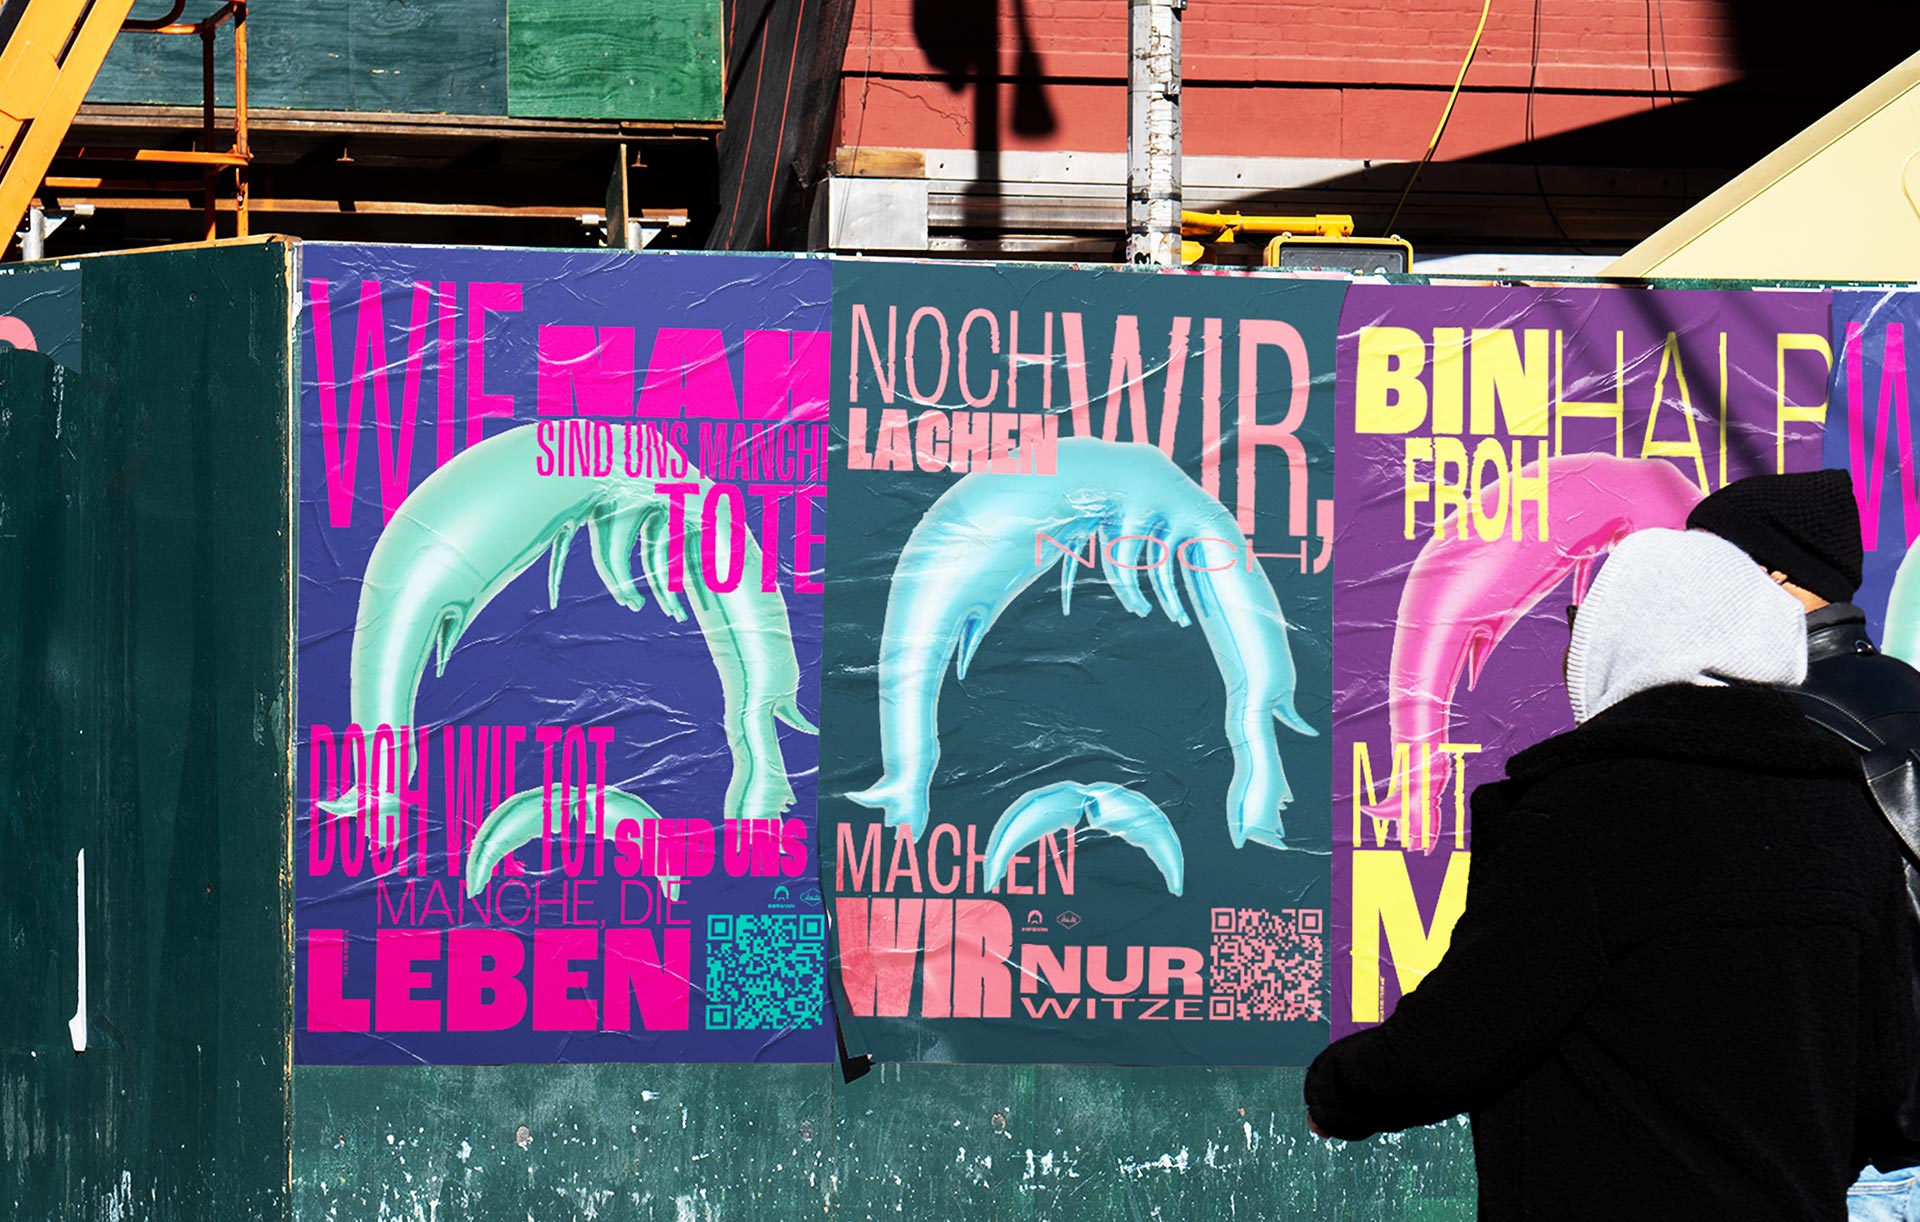 WIE
NAH
SIND UNS MANCHE
TOTE
DOCH WIE TOT
SIND UNS
MANCHE, DIE
LEBEN
NOCH
LACHEN
WIR,
NOCH,
MACHEN
WIR
NUR
WITZE
BIN
FROH
MIT